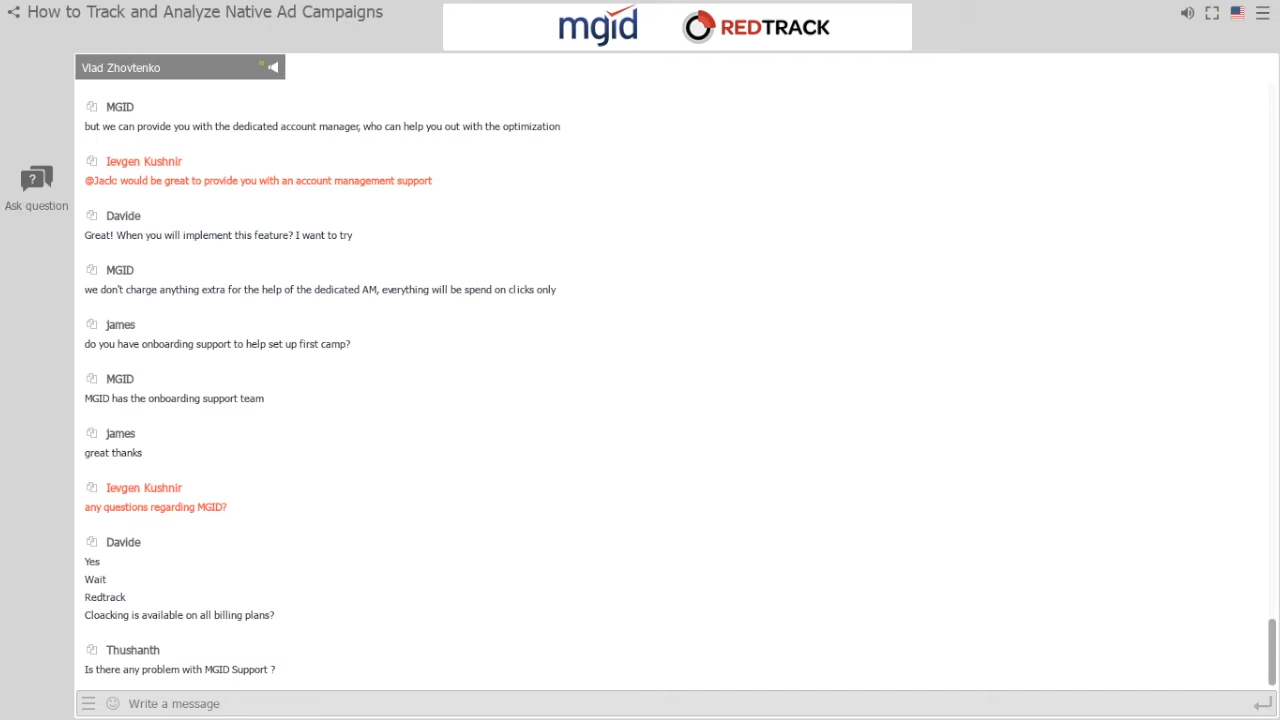 How to Track and Analyze Native Ad Campaigns
mgid REDTRACK
Vlad Zhovtenko
MGID
but we can provide you with the dedicated account manager, who can help you out with the optimization
Ievgen Kushnir
@Jack: would be great to provide you with an account management support
? 
Ask question
Davide
Great! When you will implement this feature? I want to try
MGID
we don't charge anything extra for the help of the dedicated AM, everything will be spend on clicks only
james
do you have onboarding support to help set up first camp?
MGID
MGID has the onboarding support team
james
great thanks
Ievgen Kushnir
any questions regarding MGID?
Davide
Yes
Wait
Redtrack
Cloacking is available on all billing plans?
Thushanth
Is there any problem with MGID Support ?
Write a message